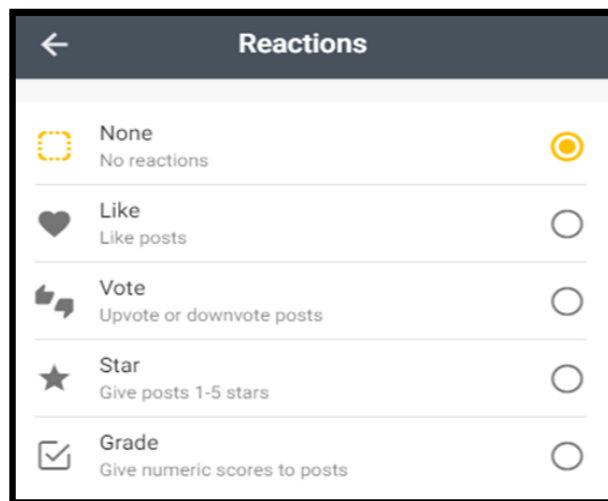 Reactions
None
No reactions
Like
Like posts
Vote
Upvote or downvote posts
Star
Give posts 1-5 stars
Grade
Give numeric scores to posts